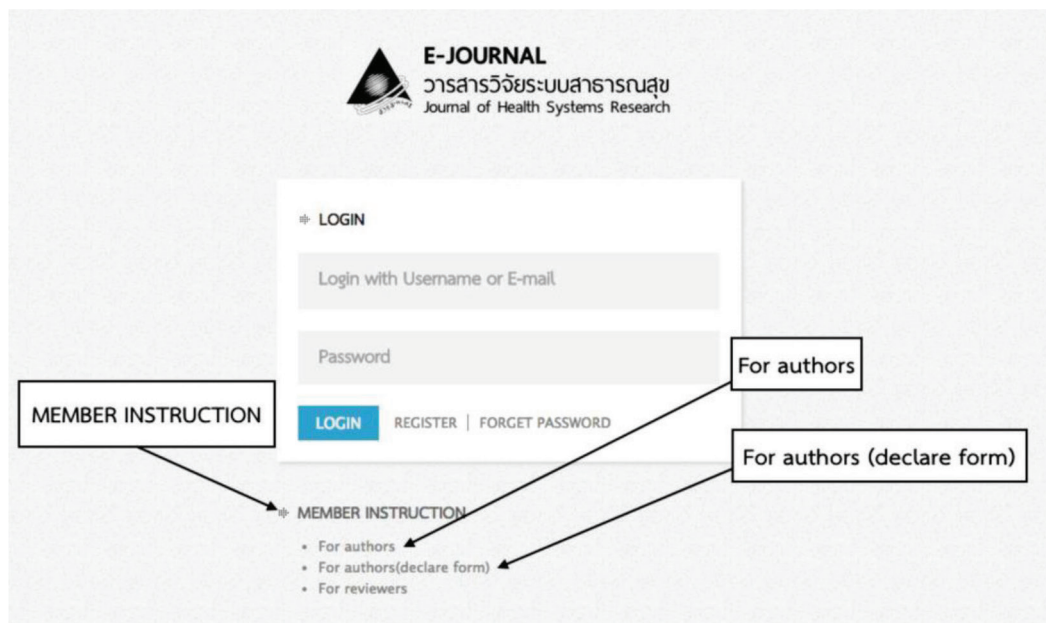 E-JOURNAL
วารสารวิจัยระบบสาธารณสุข
Journal of Health Systems Research
LOGIN
Login with Username or E-mail
Password
For authors
MEMBER INSTRUCTION
LOGIN REGISTER | FORGET PASSWORD
For authors (declare form)
MEMBER INSTRUCTION
• For authors
• For authors(declare form)
• For reviewers